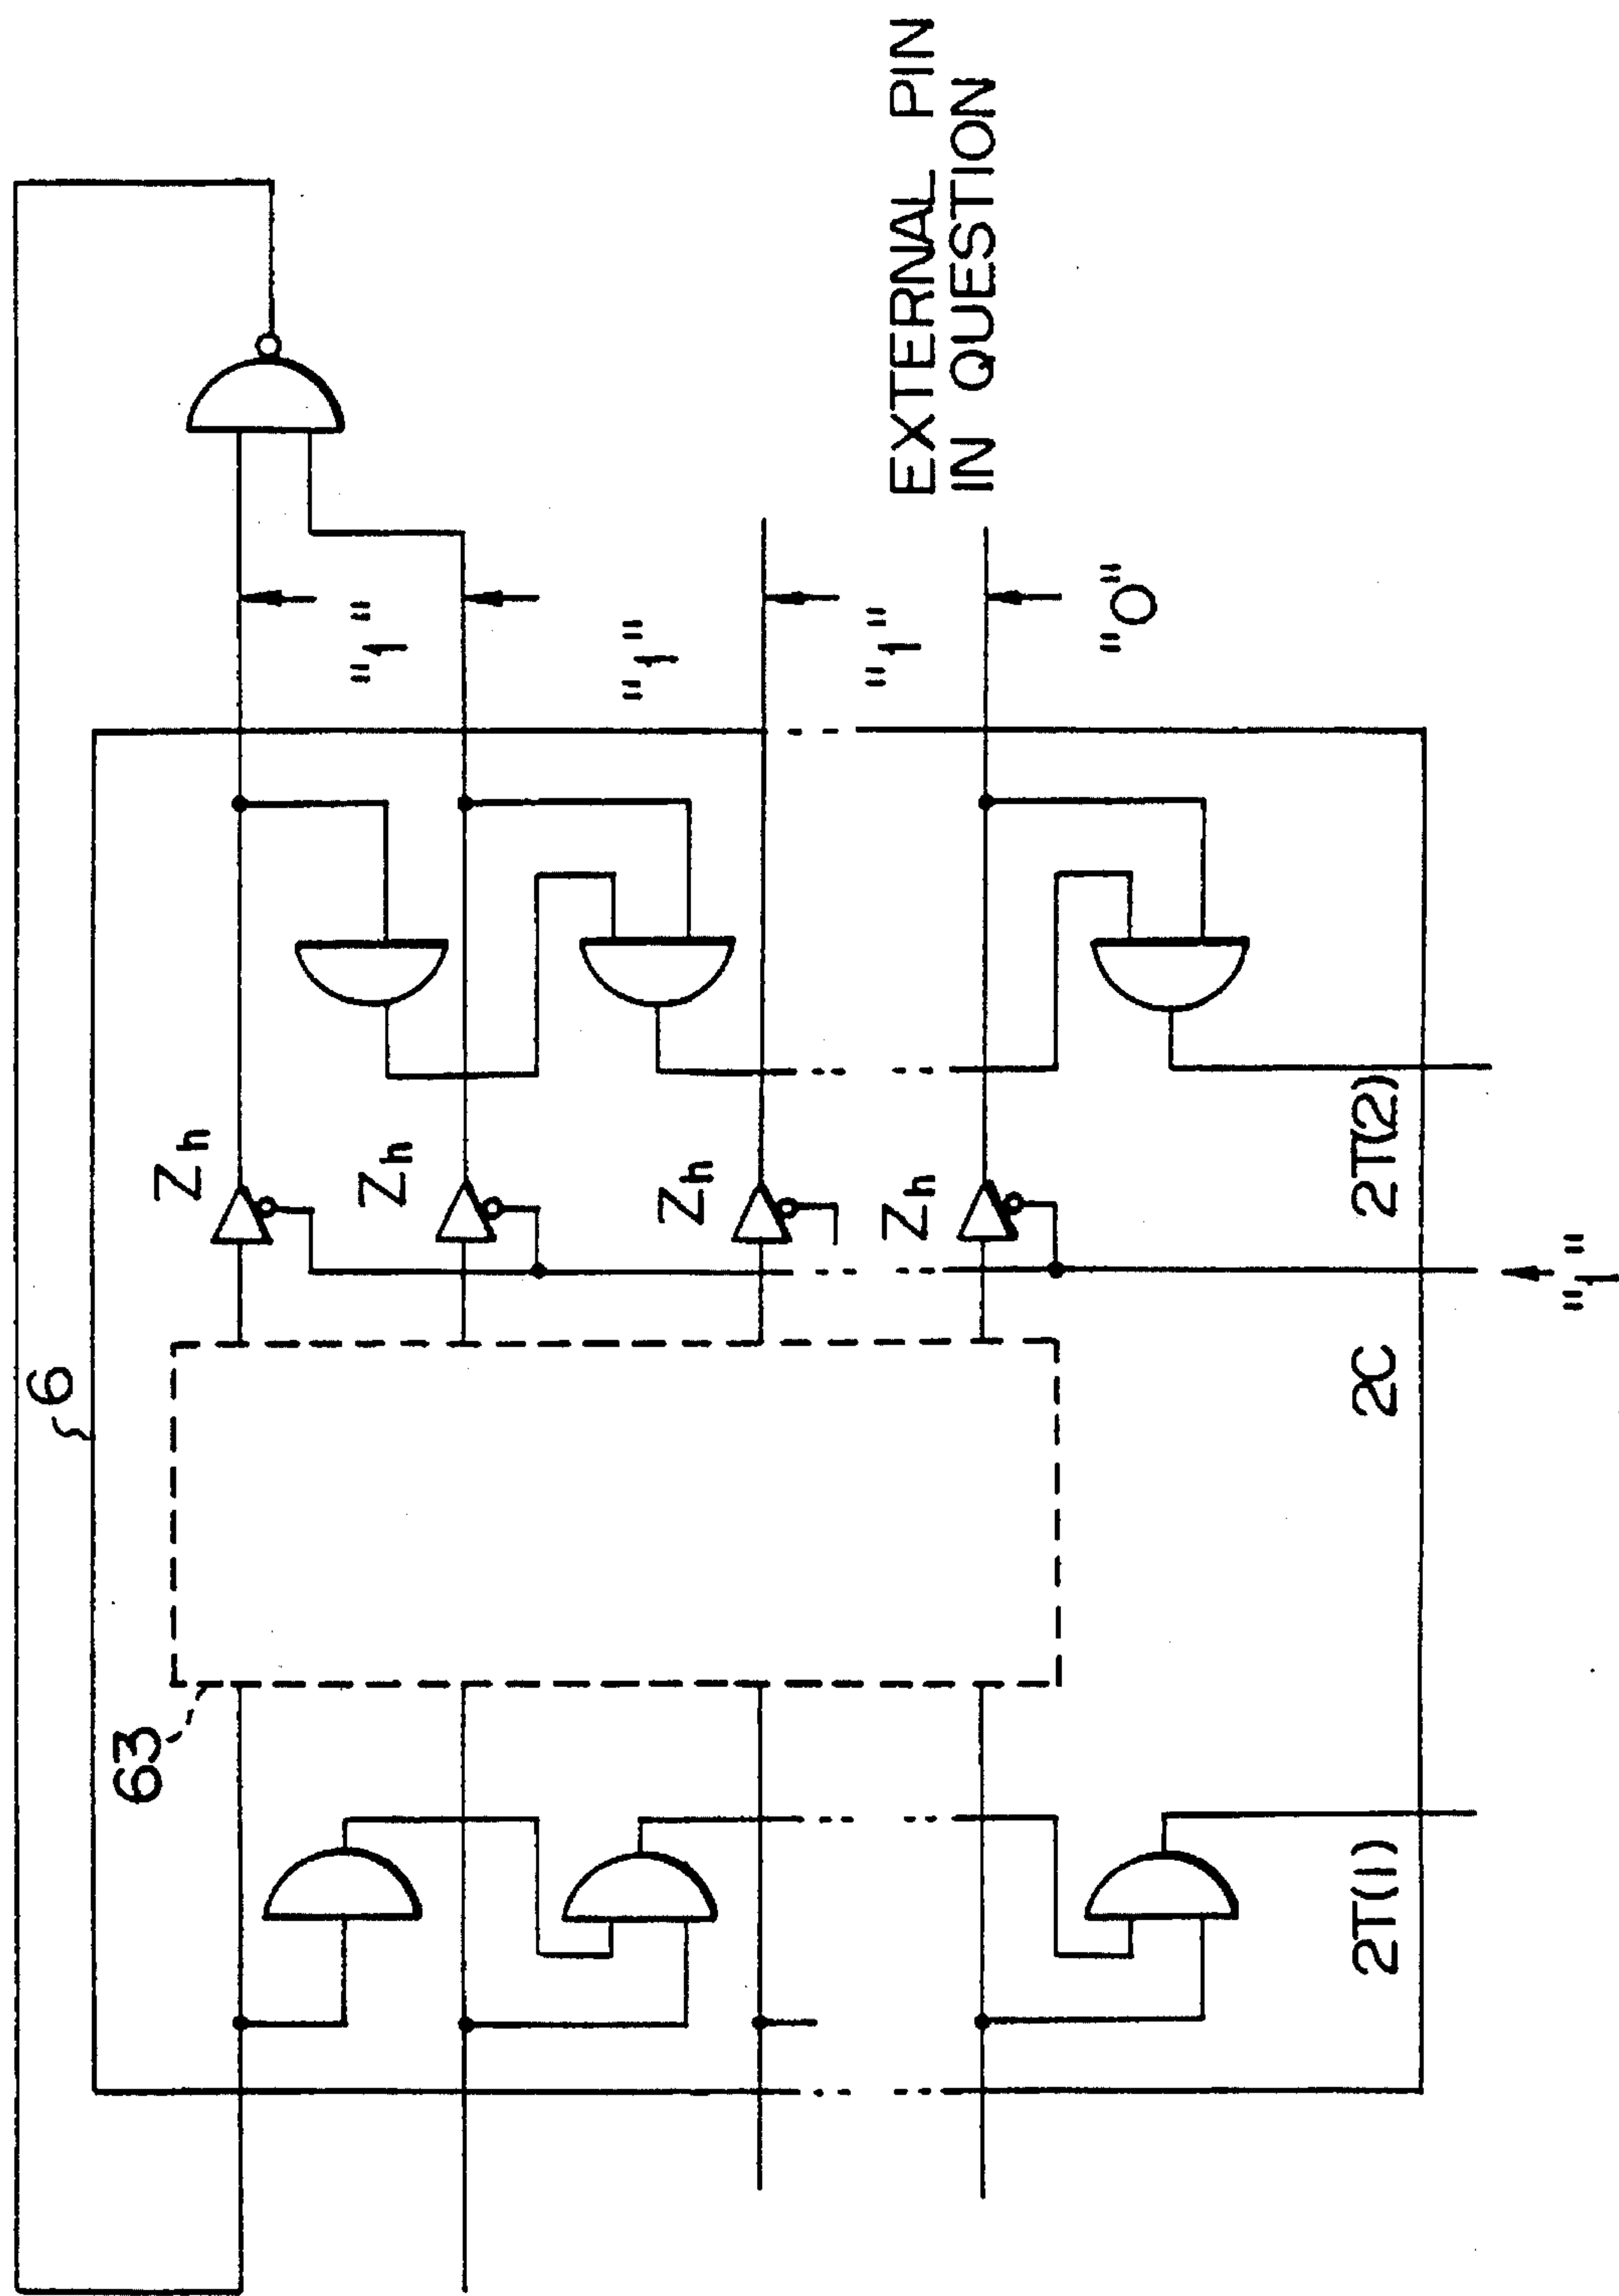 6
63
Zh
Zh
Zh
Zh
"1"
"1"
"1"
"0"
EXTERNAL PIN
IN QUESTION
2T(1)
2C
2T(2)
"1"